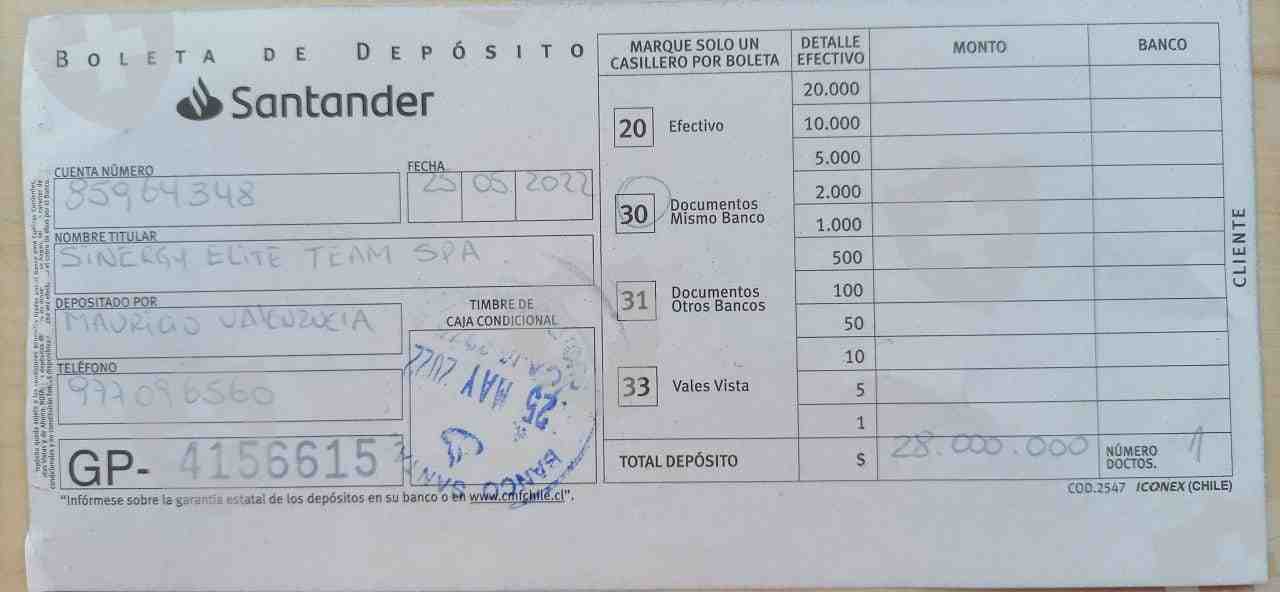 BOLETA DE DEPÓSITO
Santander
CUENTA NÚMERO
85964348
FECHA
25 05 2022
NOMBRE TITULAR
SINERGY ELITE TEAM SPA
DEPOSITADO POR
MAURICIO VALENZUELA
TELÉFONO
977096560
TIMBRE DE
CAJA CONDICIONAL
25 MAY 2022
BANCO SAN
GP- 4156615
"Infórmese sobre la garantía estatal de los depósitos en su banco o en www.cmfchile.cl".
MARQUE SOLO UN
CASILLERO POR BOLETA
20 Efectivo
30 Documentos
Mismo Banco
31 Documentos
Otros Bancos
33 Vales Vista
DETALLE
EFECTIVO
MONTO
BANCO
20.000
10.000
5.000
2.000
1.000
500
100
50
10
5
1
TOTAL DEPÓSITO $ 28.000.000
NÚMERO
DOCTOS. 1
CLIENTE
COD.2547 ICONEX (CHILE)